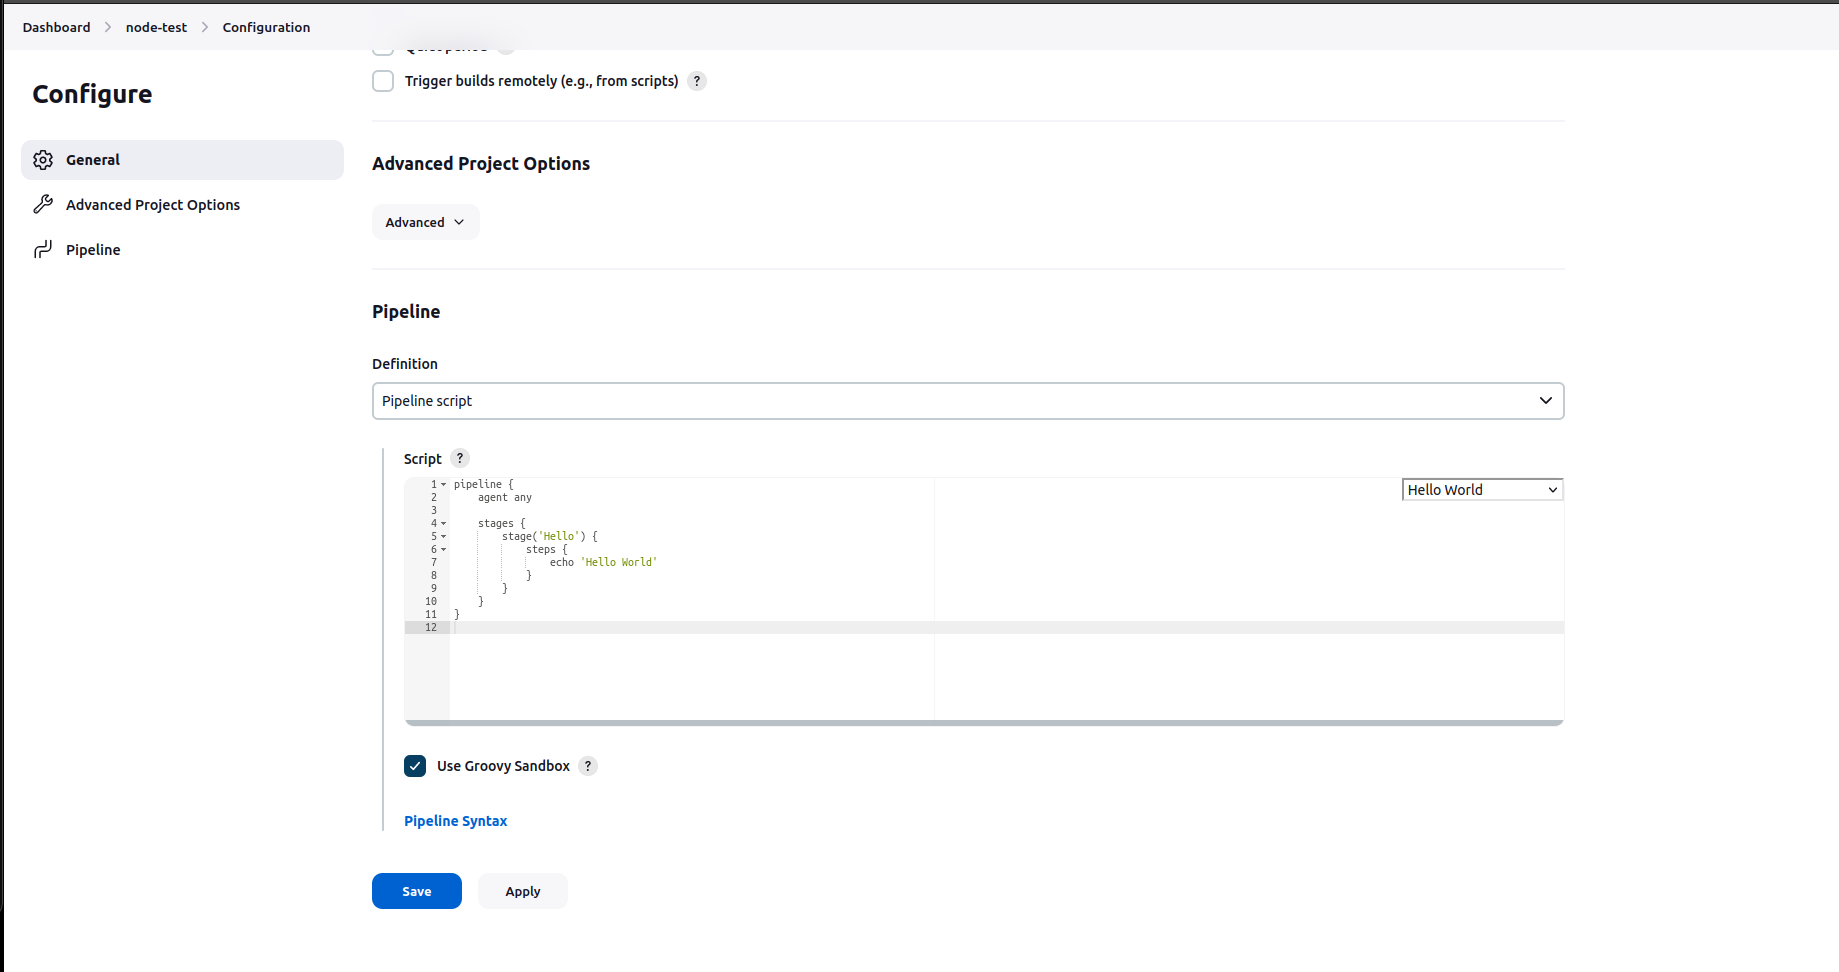 Dashboard > node-test > Configuration
Configure
General
Advanced Project Options
Pipeline
Quiet period
Trigger builds remotely (e.g., from scripts) ?
Advanced Project Options
Advanced
Pipeline
Definition
Pipeline script
Script ?
Hello World
1 pipeline {
2     agent any
3
4     stages {
5         stage('Hello') {
6             steps {
7                 echo 'Hello World'
8             }
9         }
10     }
11 }
12
Use Groovy Sandbox ?
Pipeline Syntax
Save
Apply